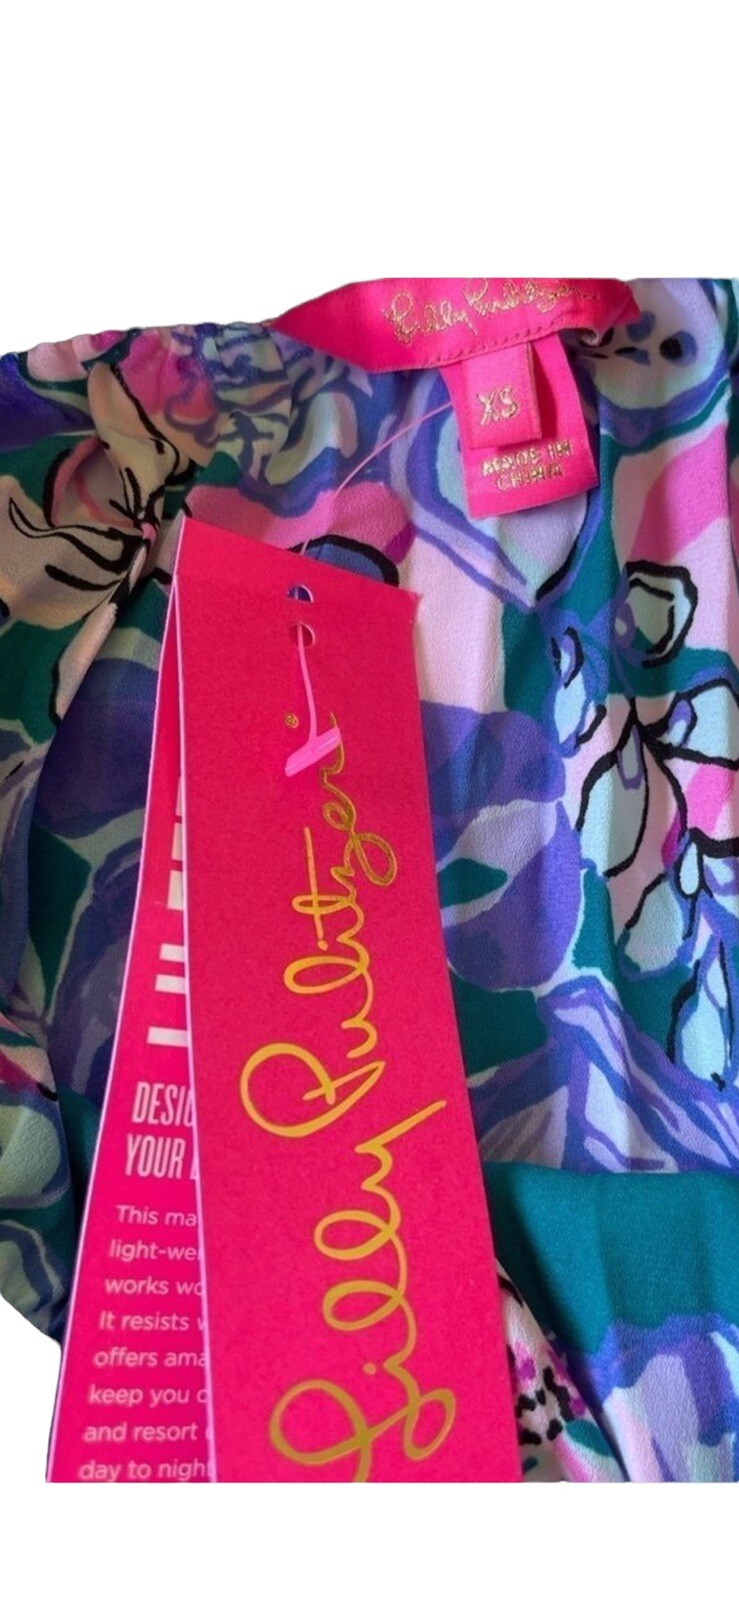 Lilly Pulitzer
XS
MADE IN
CHINA
Lilly Pulitzer®
DESIG
YOUR
This ma
light-we
works wo
It resists
offers ama
keep you
and resort
day to night